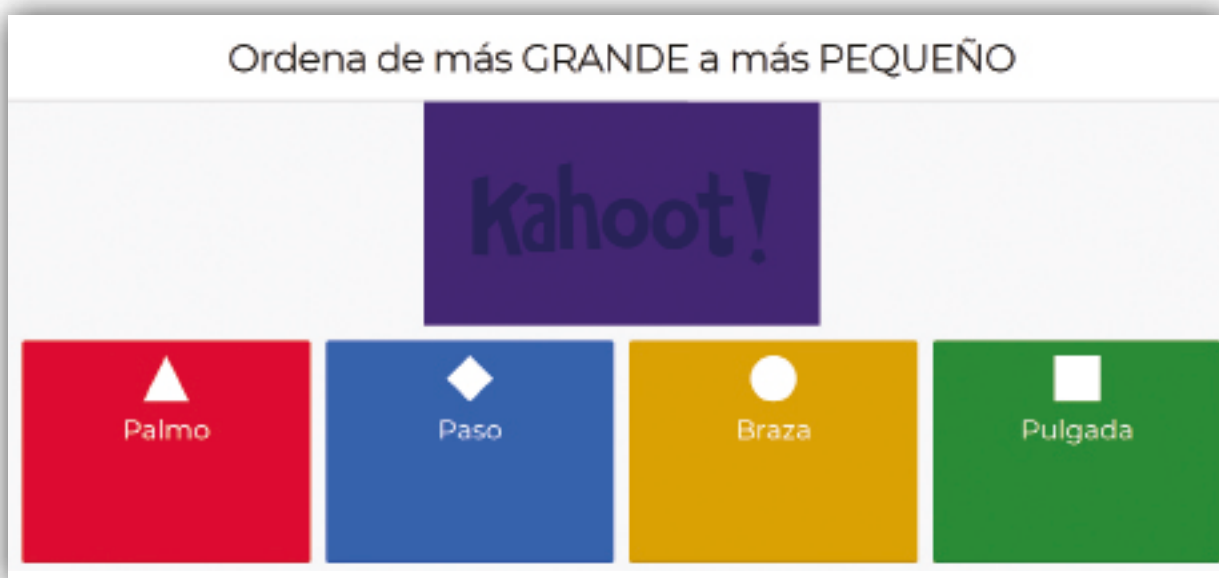 Ordena de más GRANDE a más PEQUEÑO
Kahoot!
Palmo
Paso
Braza
Pulgada